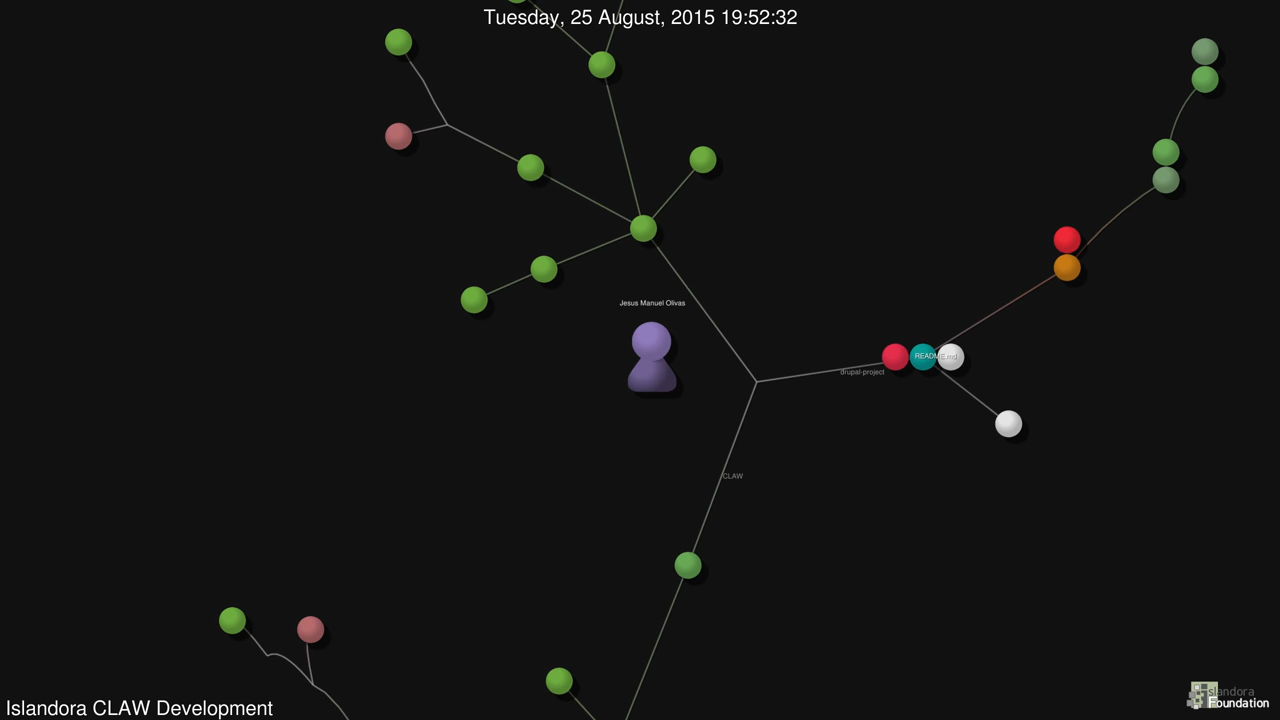 Tuesday, 25 August, 2015 19:52:32
Jesus Manuel Olivas
README.md
drupal-project
CLAW
Islandora CLAW Development
Islandora
Foundation